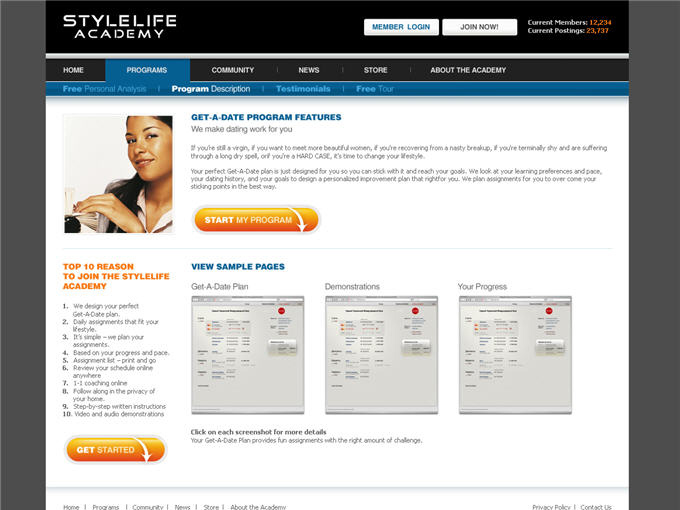 STYLELIFE
ACADEMY
MEMBER LOGIN
JOIN NOW!
Current Members: 12,234
Current Postings: 23,737
HOME
PROGRAMS
COMMUNITY
NEWS
STORE
ABOUT THE ACADEMY
Free Personal Analysis
Program Description
Testimonials
Free Tour
GET-A-DATE PROGRAM FEATURES
We make dating work for you
If you're still a virgin, if you want to meet more beautiful women, if you're recovering from a nasty breakup, if you're terminally shy and are suffering
through a long dry spell, orif you're a HARD CASE, it's time to change your lifestyle.
Your perfect Get-A-Date plan is just designed for you so you can stick with it and reach your goals. We look at your learning preferences and pace,
your dating history, and your goals to design a personalized improvement plan that rightfor you. We plan assignments for you to over come your
sticking points in the best way.
START MY PROGRAM
TOP 10 REASON
TO JOIN THE STYLELIFE
ACADEMY
1. We design your perfect
Get-A-Date plan.
2. Daily assignments that fit your
lifestyle.
3. It's simple – we plan your
assignments.
4. Based on your progress and pace.
5. Assignment list – print and go
6. Review your schedule online
anywhere
7. 1-1 coaching online
8. Follow along in the privacy of
your home.
9. Step-by-step written instructions
10. Video and audio demonstrations
GET STARTED
VIEW SAMPLE PAGES
Get-A-Date Plan
Demonstrations
Your Progress
Click on each screenshot for more details
Your Get-A-Date Plan provides fun assignments with the right amount of challenge.
Home | Programs | Community | News | Store | About the Academy
Privacy Policy | Contact Us